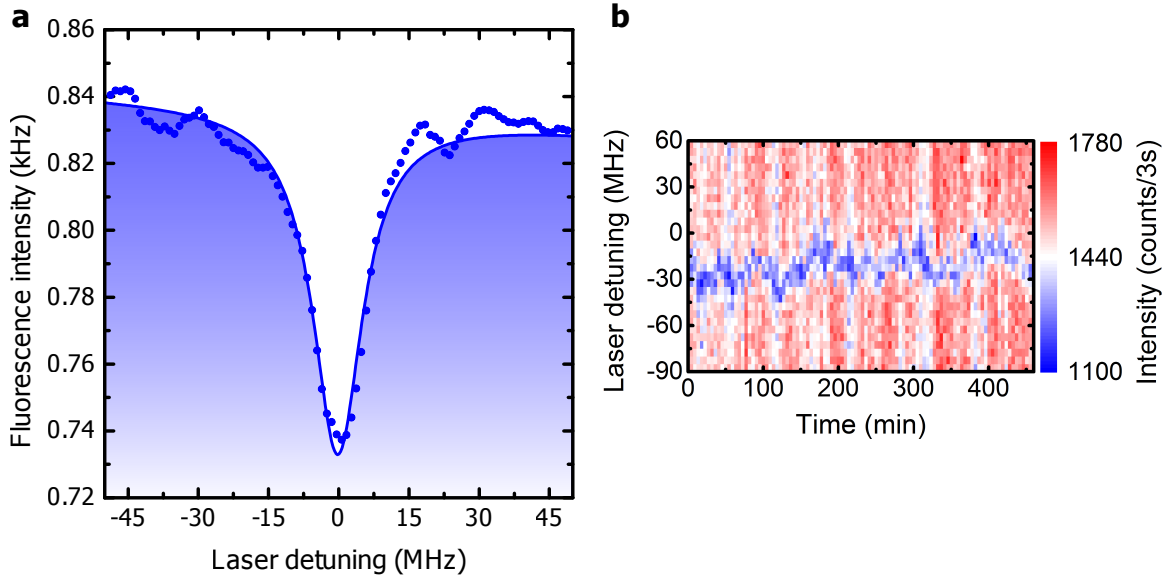 a
0.86
0.84
0.82
0.80
0.78
0.76
0.74
0.72
Fluorescence intensity (kHz)
-45 -30 -15 0 15 30 45
Laser detuning (MHz)
b
60
30
0
-30
-60
-90
Laser detuning (MHz)
0 100 200 300 400
Time (min)
1780
1440
1100
Intensity (counts/3s)